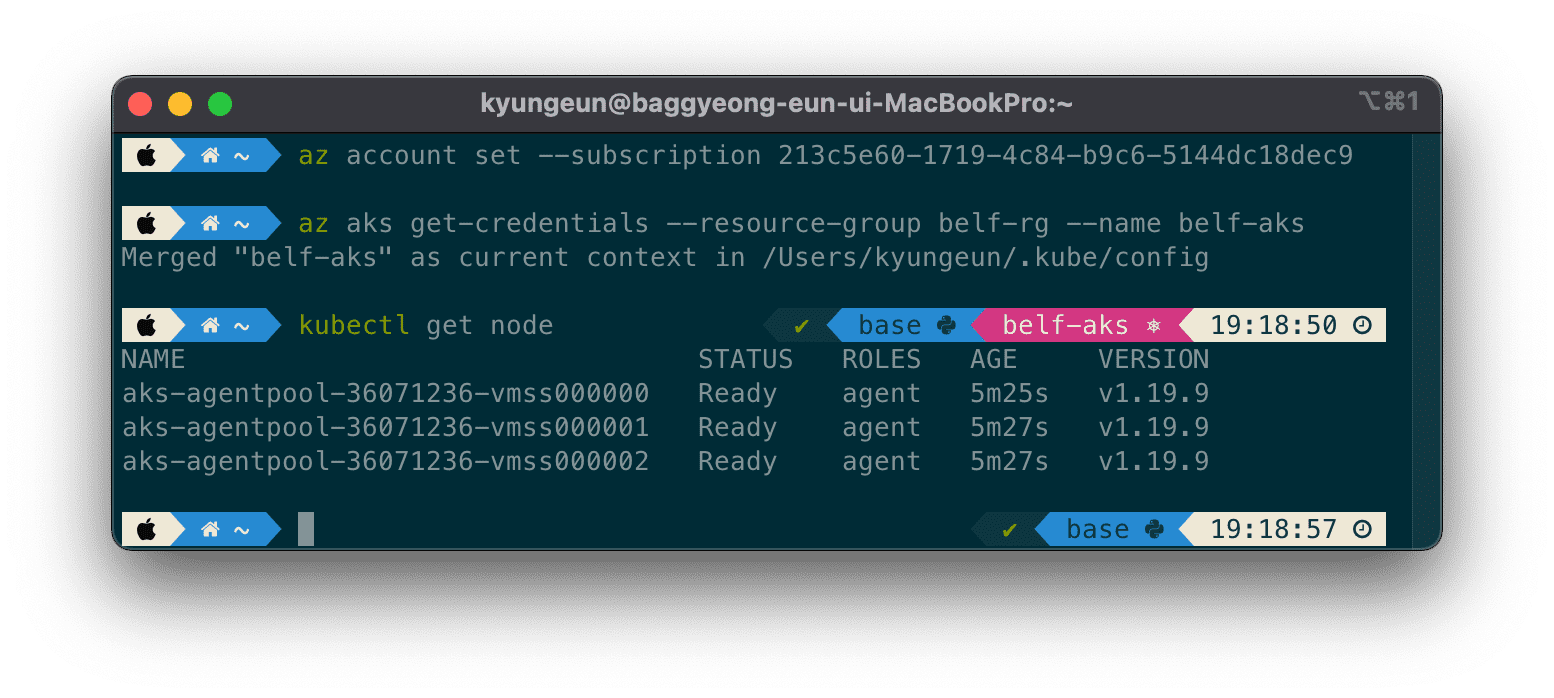 kyungeun@baggyeong-eun-ui-MacBookPro:~ ⌥⌘1
~ az account set --subscription 213c5e60-1719-4c84-b9c6-5144dc18dec9
~ az aks get-credentials --resource-group belf-rg --name belf-aks
Merged "belf-aks" as current context in /Users/kyungeun/.kube/config
~ kubectl get node ✔ base belf-aks ⎈ 19:18:50
NAME STATUS ROLES AGE VERSION
aks-agentpool-36071236-vmss000000 Ready agent 5m25s v1.19.9
aks-agentpool-36071236-vmss000001 Ready agent 5m27s v1.19.9
aks-agentpool-36071236-vmss000002 Ready agent 5m27s v1.19.9
~ ✔ base 19:18:57